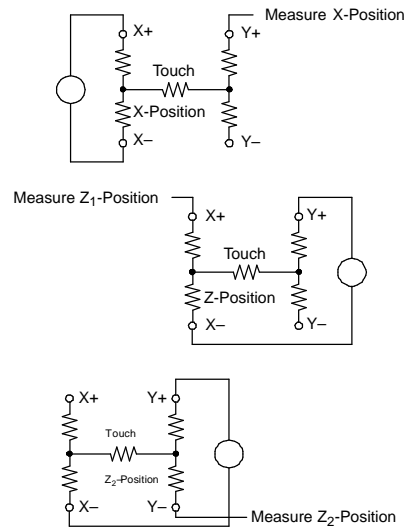 Measure X-Position
X+ Y+
Touch
X-Position
X– Y–
Measure Z1-Position
X+ Y+
Touch
Z-Position
X– Y–
X+ Y+
Touch
Z2–Position
X– Y–
Measure Z2-Position